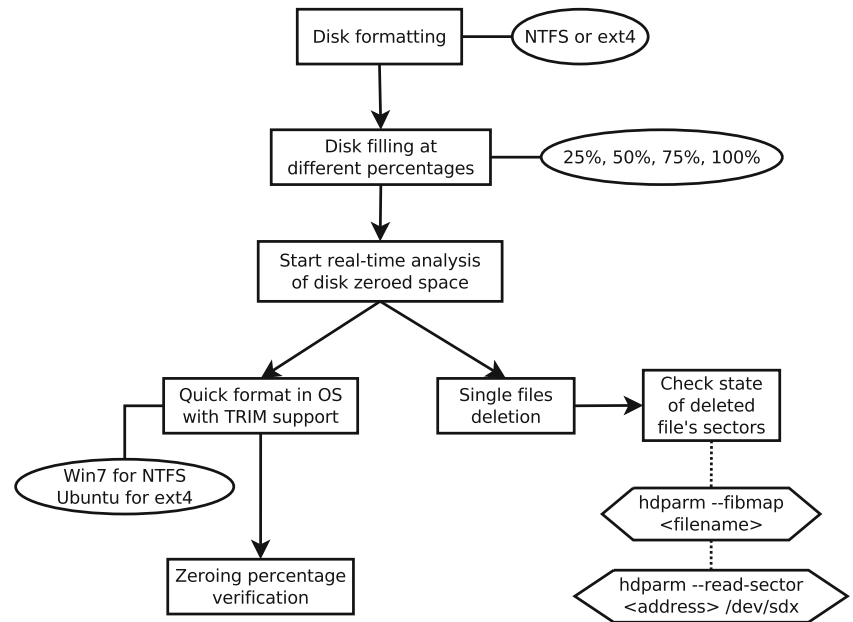 Disk formatting
NTFS or ext4
Disk filling at
different percentages
25%, 50%, 75%, 100%
Start real-time analysis
of disk zeroed space
Quick format in OS
with TRIM support
Single files
deletion
Check state
of deleted
file's sectors
Win7 for NTFS
Ubuntu for ext4
hdparm --fibmap
<filename>
Zeroing percentage
verification
hdparm --read-sector
<address> /dev/sdx